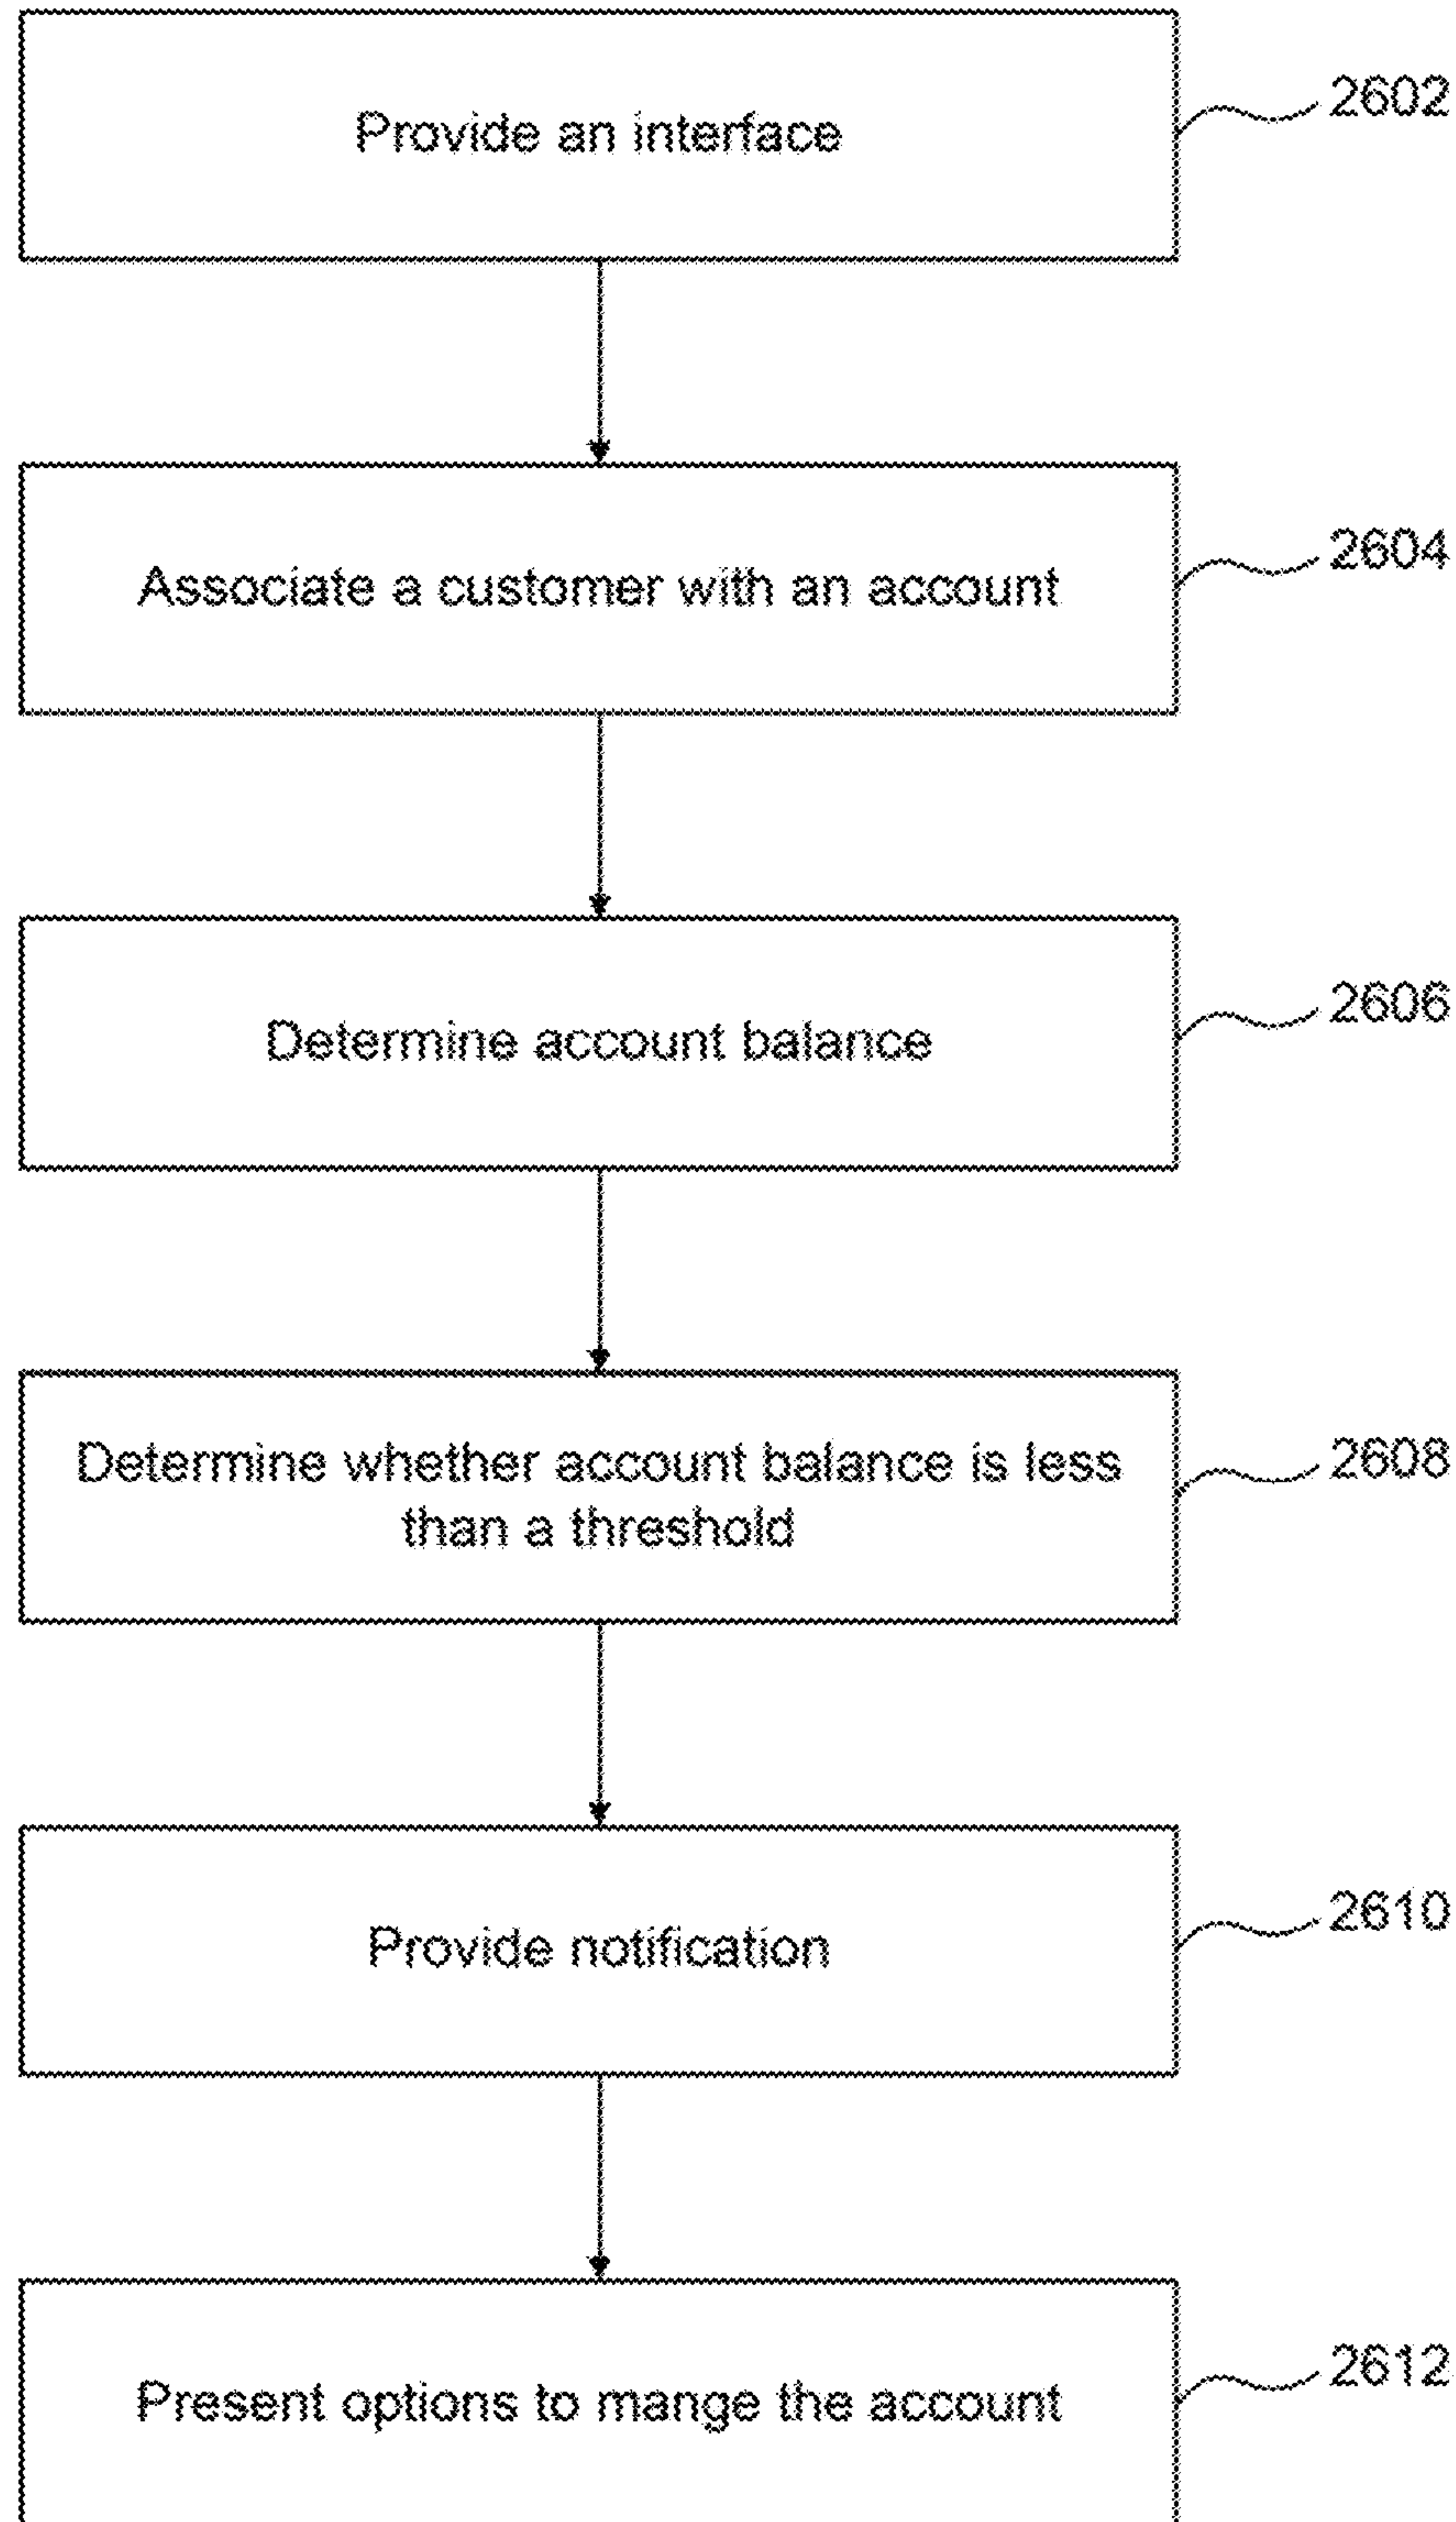 Provide an interface
2602
Associate a customer with an account
2604
Determine account balance
2606
Determine whether account balance is less
than a threshold
2608
Provide notification
2610
Present options to mange the account
2612